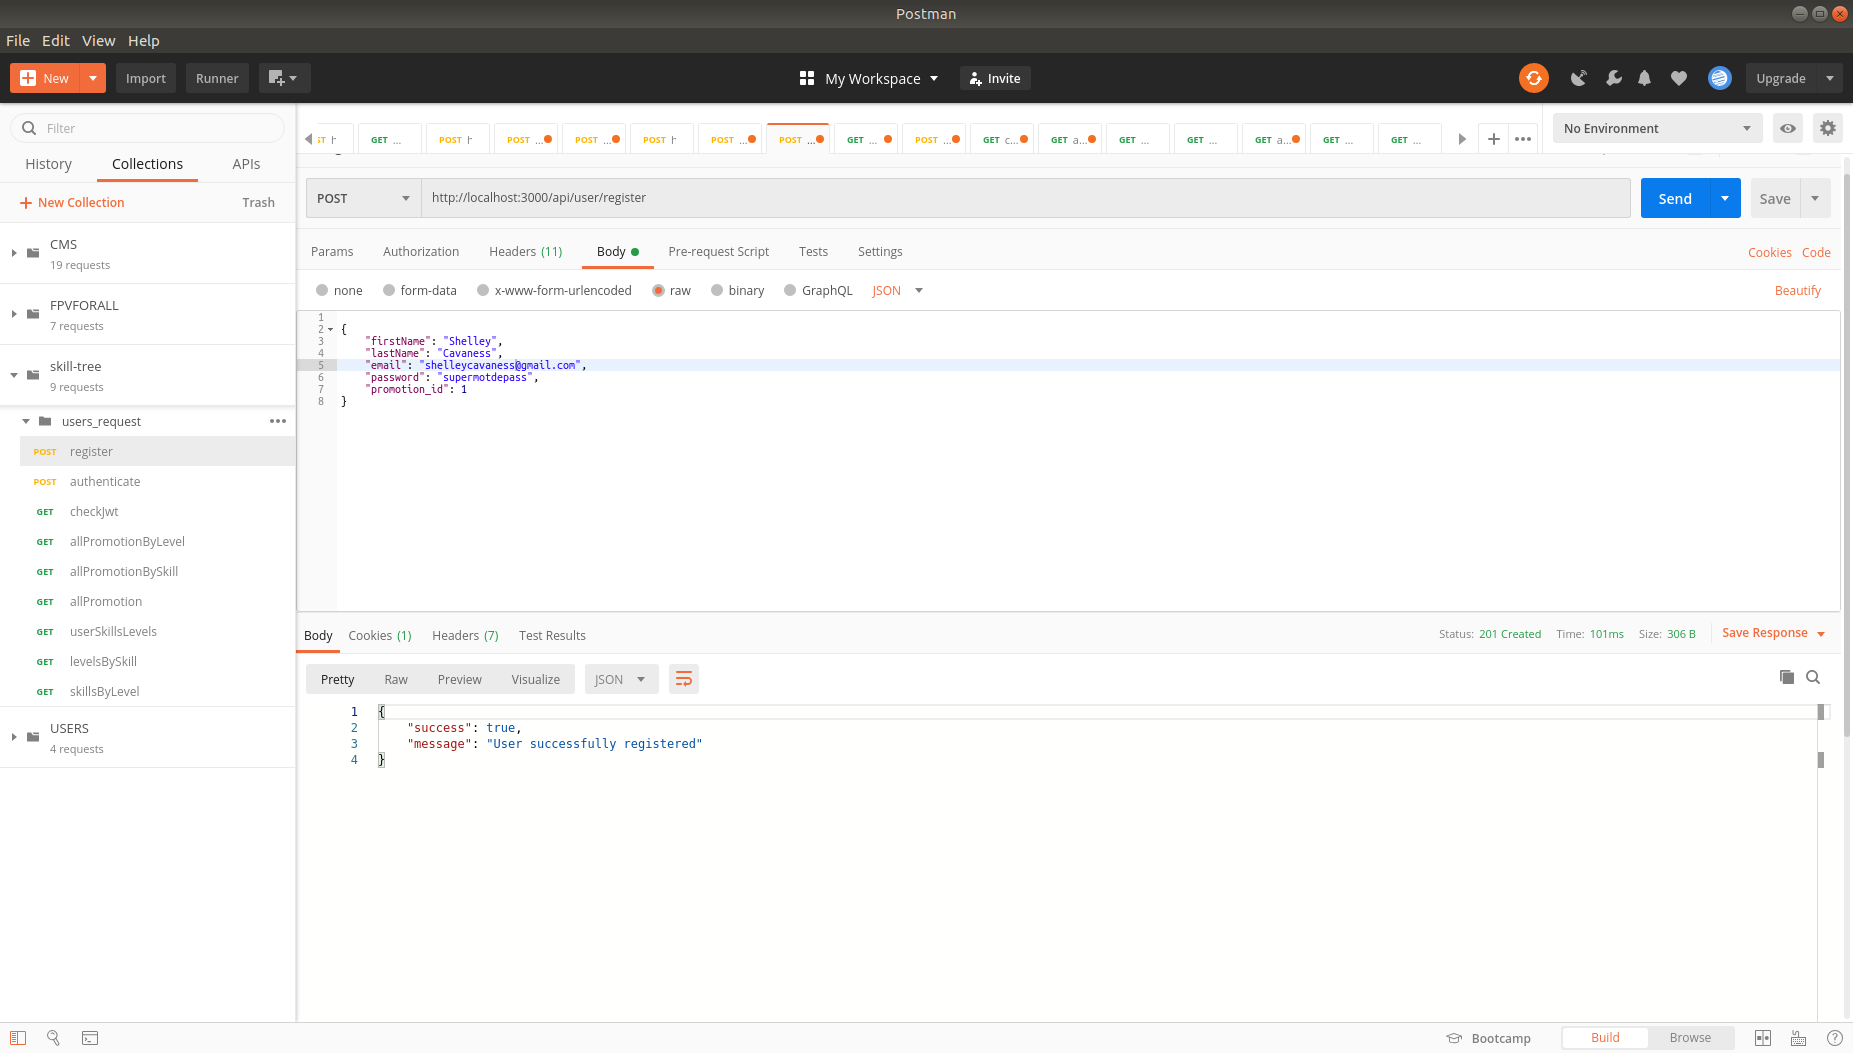 Postman
File Edit View Help
New Import Runner My Workspace Invite Upgrade
Filter
History Collections APIs
New Collection Trash
CMS
19 requests
FPVFORALL
7 requests
skill-tree
9 requests
users_request
POST register
POST authenticate
GET checkJwt
GET allPromotionByLevel
GET allPromotionBySkill
GET allPromotion
GET userSkillsLevels
GET levelsBySkill
GET skillsByLevel
USERS
4 requests
GET ... POST h POST ... POST ... POST h POST ... POST ... GET ... POST ... GET c... GET a... GET ... GET ... GET a... GET ... GET ...
No Environment
POST http://localhost:3000/api/user/register Send Save
Params Authorization Headers (11) Body Pre-request Script Tests Settings Cookies Code
none form-data x-www-form-urlencoded raw binary GraphQL JSON Beautify
1
2 {
3 "firstName": "Shelley",
4 "lastName": "Cavaness",
5 "email": "shelleycavaness@gmail.com",
6 "password": "supermotdepass",
7 "promotion_id": 1
8 }
Body Cookies (1) Headers (7) Test Results Status: 201 Created Time: 101ms Size: 306 B Save Response
Pretty Raw Preview Visualize JSON
1 {
2 "success": true,
3 "message": "User successfully registered"
4 }
Bootcamp Build Browse